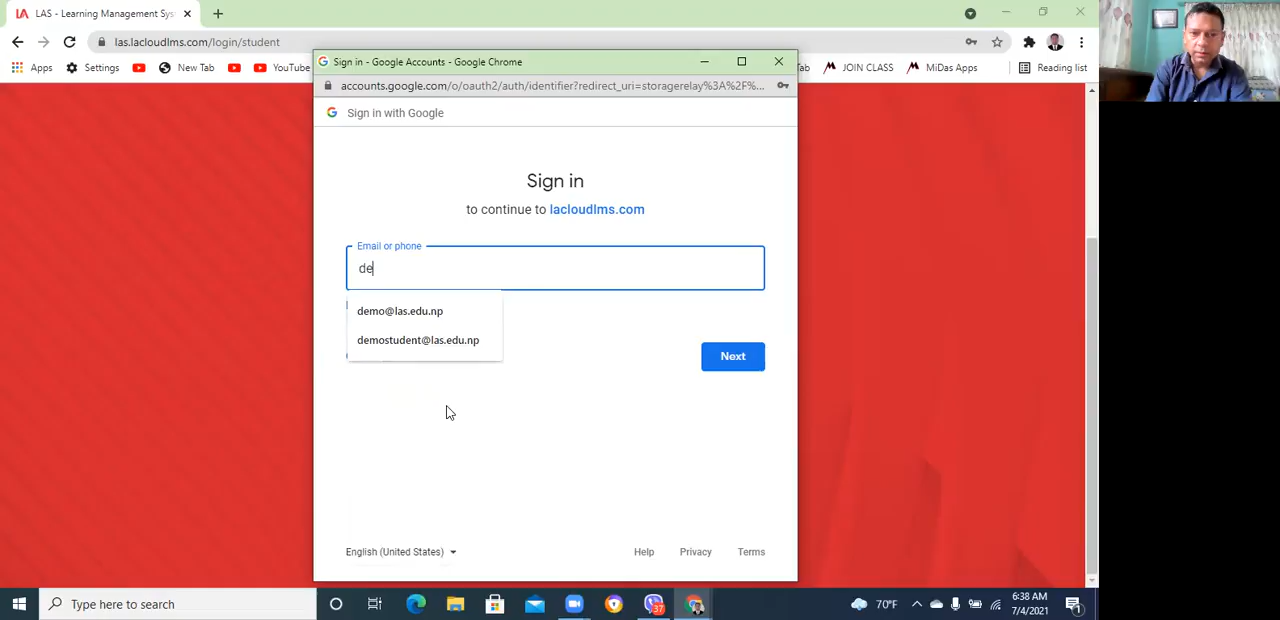 LAS - Learning Management Sys
las.lacloudlms.com/login/student
Apps
Settings
New Tab
YouTube
Tab
JOIN CLASS
MiDas Apps
Reading list
Sign in - Google Accounts - Google Chrome
accounts.google.com/o/oauth2/auth/identifier?redirect_uri=storagerelay%3A%2F%...
Sign in with Google
Sign in
to continue to lacloudlms.com
Email or phone
de
demo@las.edu.np
demostudent@las.edu.np
Next
English (United States)
Help
Privacy
Terms
Type here to search
37
70°F
6:38 AM
7/4/2021
1